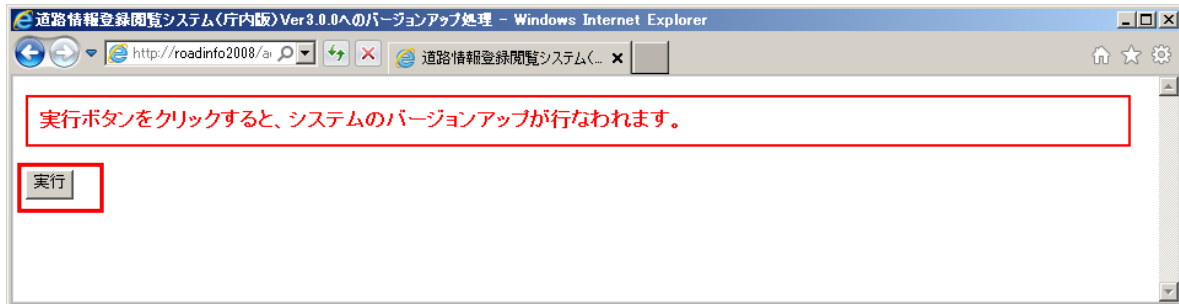 道路情報登録閲覧システム(庁内版)Ver3.0.0へのバージョンアップ処理 - Windows Internet Explorer
http://roadinfo2008/a
道路情報登録閲覧システム(...
実行ボタンをクリックすると、システムのバージョンアップが行なわれます。
実行